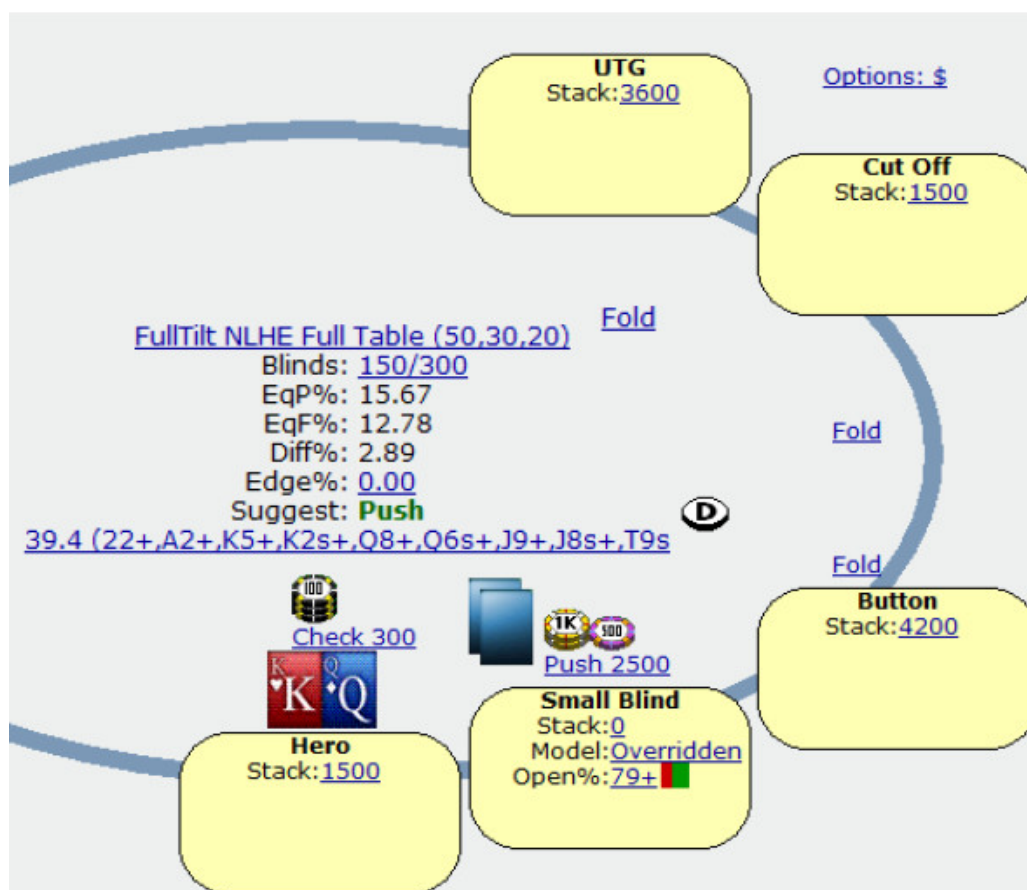 UTG
Stack:3600
Options: $
Cut Off
Stack:1500
Fold
FullTilt NLHE Full Table (50,30,20)
Blinds: 150/300
EqP%: 15.67
EqF%: 12.78
Diff%: 2.89
Edge%: 0.00
Suggest: Push
39.4 (22+,A2+,K5+,K2s+,Q8+,Q6s+,J9+,J8s+,T9s
Fold
D
Fold
100
Check 300
1K
500
Push 2500
Button
Stack:4200
K K Q Q
Small Blind
Stack:0
Model:Overridden
Open%:79+
Hero
Stack:1500